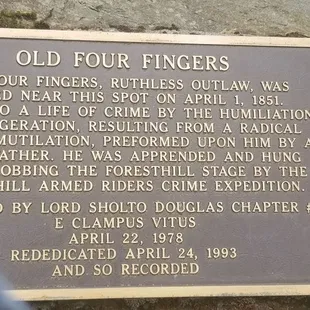 OLD FOUR FINGERS
OUR FINGERS, RUTHLESS OUTLAW, WAS
D NEAR THIS SPOT ON APRIL 1, 1851.
O A LIFE OF CRIME BY THE HUMILIATION
GERATION, RESULTING FROM A RADICAL
MUTILATION, PREFORMED UPON HIM BY A
ATHER. HE WAS APPRENDED AND HUNG
OBBING THE FORESTHILL STAGE BY THE
HILL ARMED RIDERS CRIME EXPEDITION.
D BY LORD SHOLTO DOUGLAS CHAPTER #
E CLAMPUS VITUS
APRIL 22, 1978
REDEDICATED APRIL 24, 1993
AND SO RECORDED